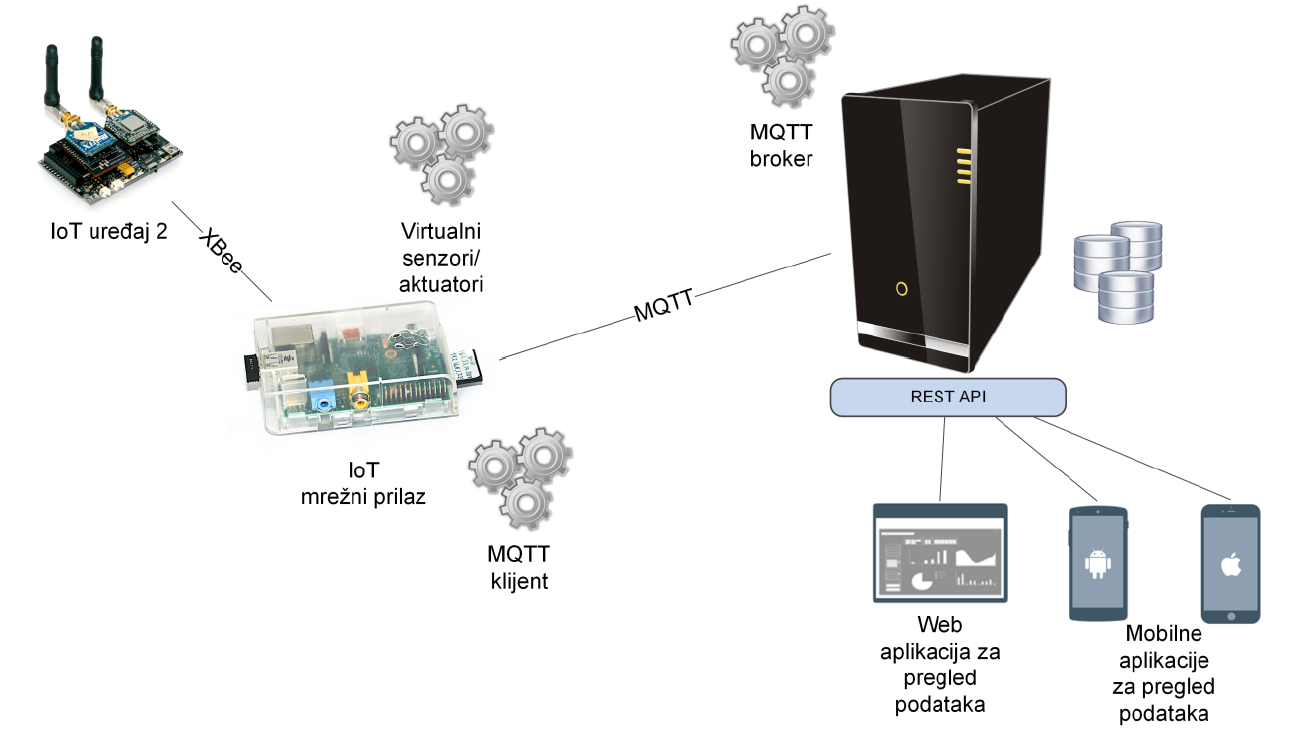 MQTT
broker
IoT uređaj 2
XBee
Virtualni
senzori/
aktuatori
MQTT
REST API
IoT
mrežni prilaz
MQTT
klijent
Web
aplikacija za
pregled
podataka
Mobilne
aplikacije
za pregled
podataka